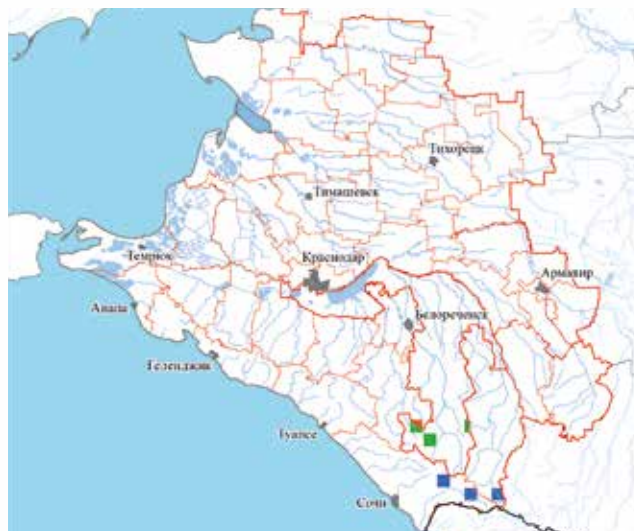 Тихорецк
Тимашевск
Темрюк
Краснодар
Армавир
Анапа
Белореченск
Геленджик
Туапсе
Сочи